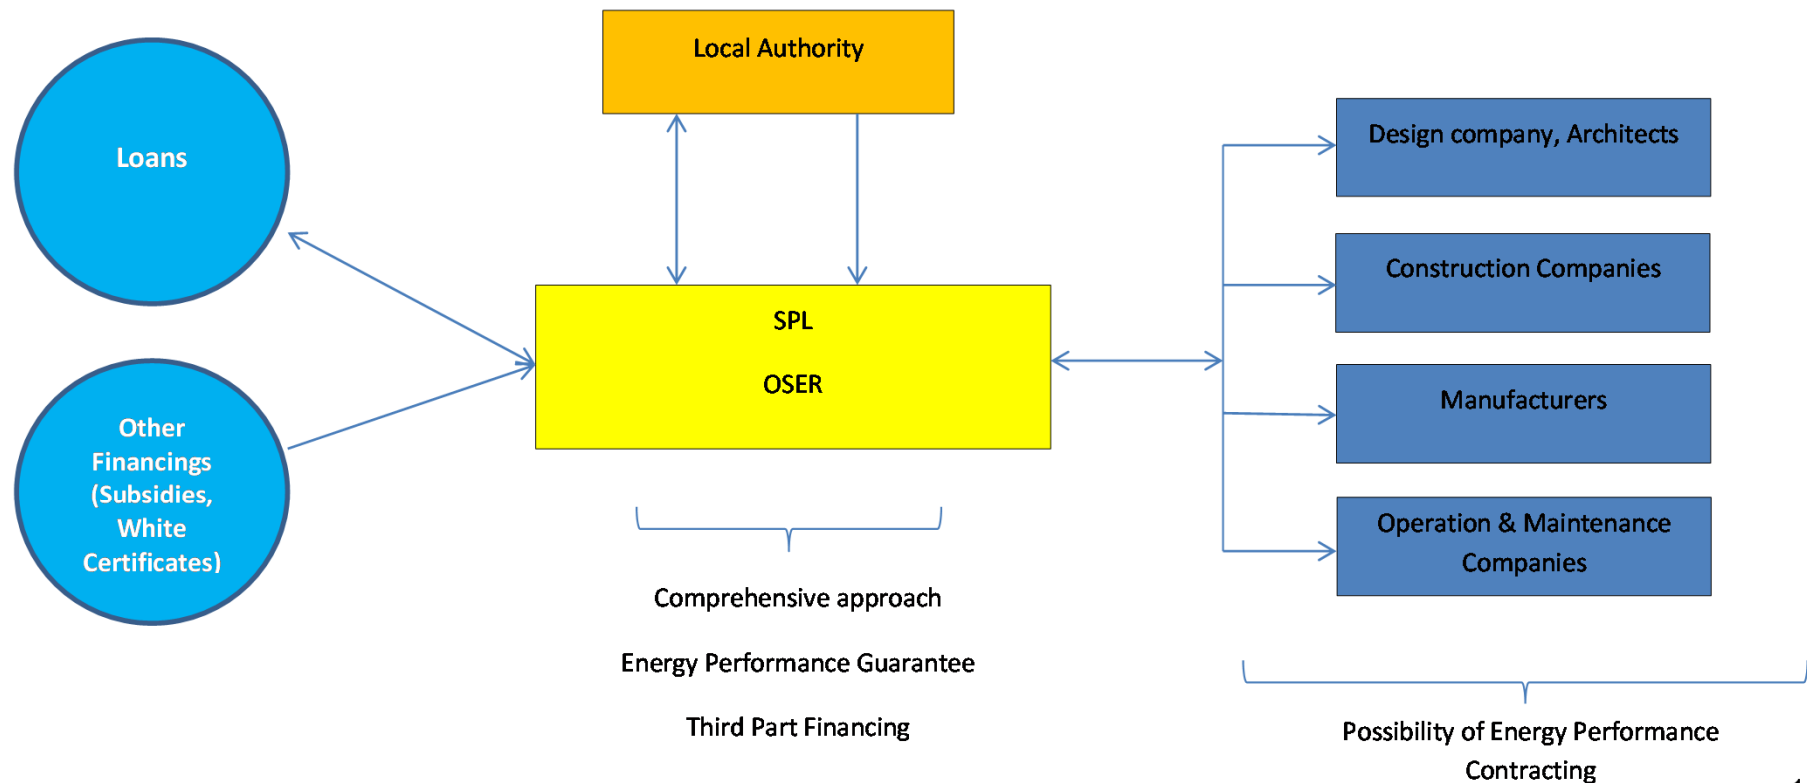 Local Authority
Loans
Design company, Architects
Construction Companies
SPL
OSER
Manufacturers
Other
Financings
(Subsidies,
White
Certificates)
Operation & Maintenance
Companies
Comprehensive approach
Energy Performance Guarantee
Third Part Financing
Possibility of Energy Performance
Contracting